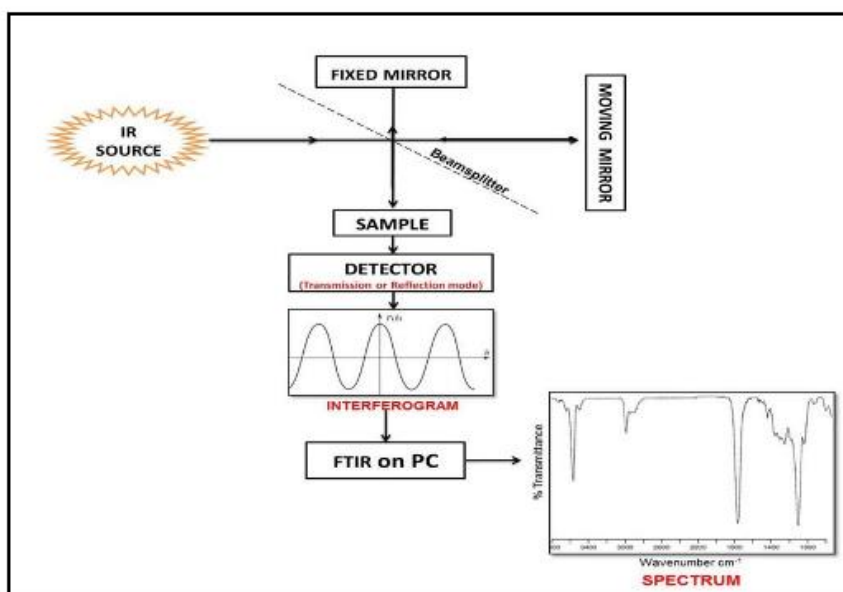 FIXED MIRROR
MOVING MIRROR
IR
SOURCE
Beamsplitter
SAMPLE
DETECTOR
(Transmission or Reflection mode)
INTERFEROGRAM
FTIR on PC
% Transmittance
Wavenumber cm⁻¹
SPECTRUM